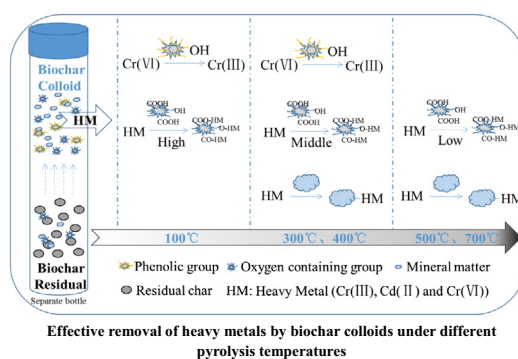 Biochar
Colloid
HM
Biochar
Residual
Separate bottle
OH
Cr(VI) Cr(III)
COOH
OH
COOH
COO-HM
O-HM
CO-HM
HM
High
OH
Cr(VI) Cr(III)
COOH
OH
COOH
COO-HM
O-HM
CO-HM
HM
Middle
HM HM
COOH
OH
COOH
COO-HM
O-HM
CO-HM
HM
Low
HM HM
100℃ 300℃、400℃ 500℃、700℃
Phenolic group Oxygen containing group Mineral matter
Residual char HM: Heavy Metal (Cr(III), Cd(Ⅱ) and Cr(VI))
Effective removal of heavy metals by biochar colloids under different
pyrolysis temperatures